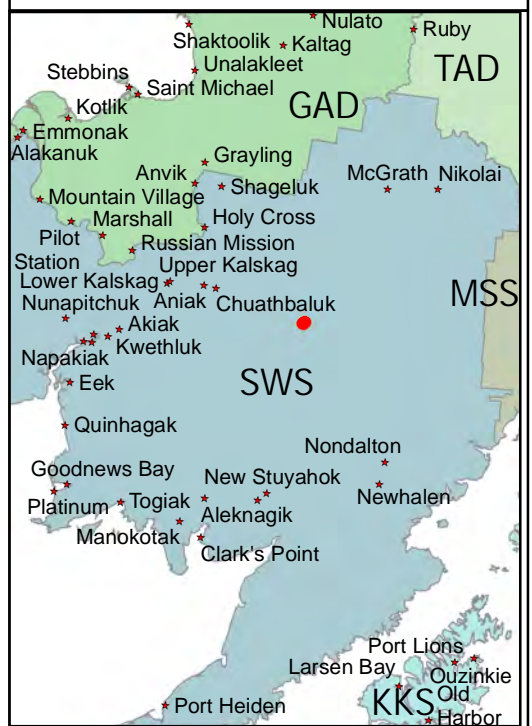 Nulato
Ruby
Shaktoolik
Kaltag
TAD
Unalakleet
Stebbins
Saint Michael
GAD
Kotlik
Emmonak
Alakanuk
Grayling
Anvik
Shageluk
McGrath
Nikolai
Mountain Village
Marshall
Holy Cross
Pilot
Station
Russian Mission
Upper Kalskag
Lower Kalskag
MSS
Nunapitchuk
Aniak
Chuathbaluk
Akiak
Kwethluk
Napakiak
SWS
Eek
Quinhagak
Nondalton
Goodnews Bay
New Stuyahok
Newhalen
Platinum
Togiak
Aleknagik
Manokotak
Clark's Point
Port Lions
Larsen Bay
Ouzinkie
KKS
Old
Harbor
Port Heiden